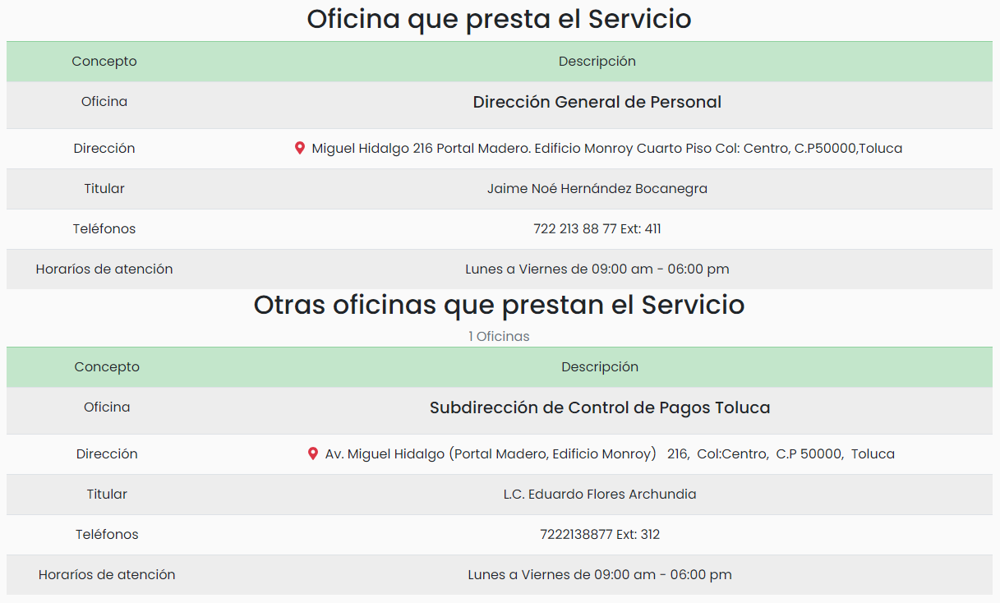 Oficina que presta el Servicio
Concepto Descripción
Oficina Dirección General de Personal
Dirección Miguel Hidalgo 216 Portal Madero. Edificio Monroy Cuarto Piso Col: Centro, C.P50000,Toluca
Titular Jaime Noé Hernández Bocanegra
Teléfonos 722 213 88 77 Ext: 411
Horaríos de atención Lunes a Viernes de 09:00 am - 06:00 pm
Otras oficinas que prestan el Servicio
1 Oficinas
Concepto Descripción
Oficina Subdirección de Control de Pagos Toluca
Dirección Av. Miguel Hidalgo (Portal Madero, Edificio Monroy) 216, Col:Centro, C.P 50000, Toluca
Titular L.C. Eduardo Flores Archundia
Teléfonos 7222138877 Ext: 312
Horaríos de atención Lunes a Viernes de 09:00 am - 06:00 pm